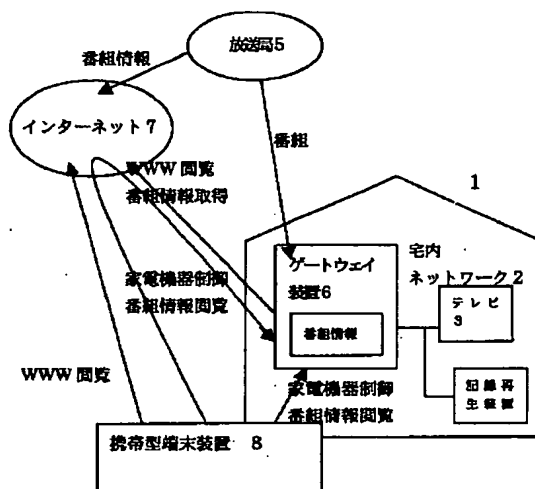 放送局5
番組情報
インターネット7
番組
WWW閲覧
番組情報取得
1
ゲートウェイ
装置6
番組情報
宅内
ネットワーク2
テレビ
3
記録再
生装置
家電機器制御
番組情報閲覧
WWW閲覧
家電機器制御
番組情報閲覧
携帯型端末装置 8